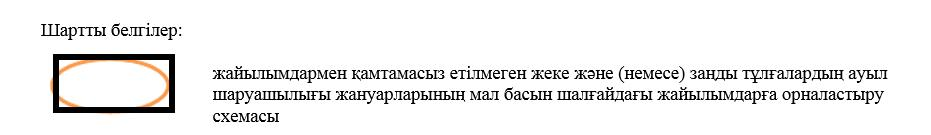 Шартты белгілер:
жайылымдармен қамтамасыз етілмеген жеке және (немесе) заңды тұлғалардың ауыл
шаруашылығы жануарларының мал басын шалғайдағы жайылымдарға орналастыру
схемасы